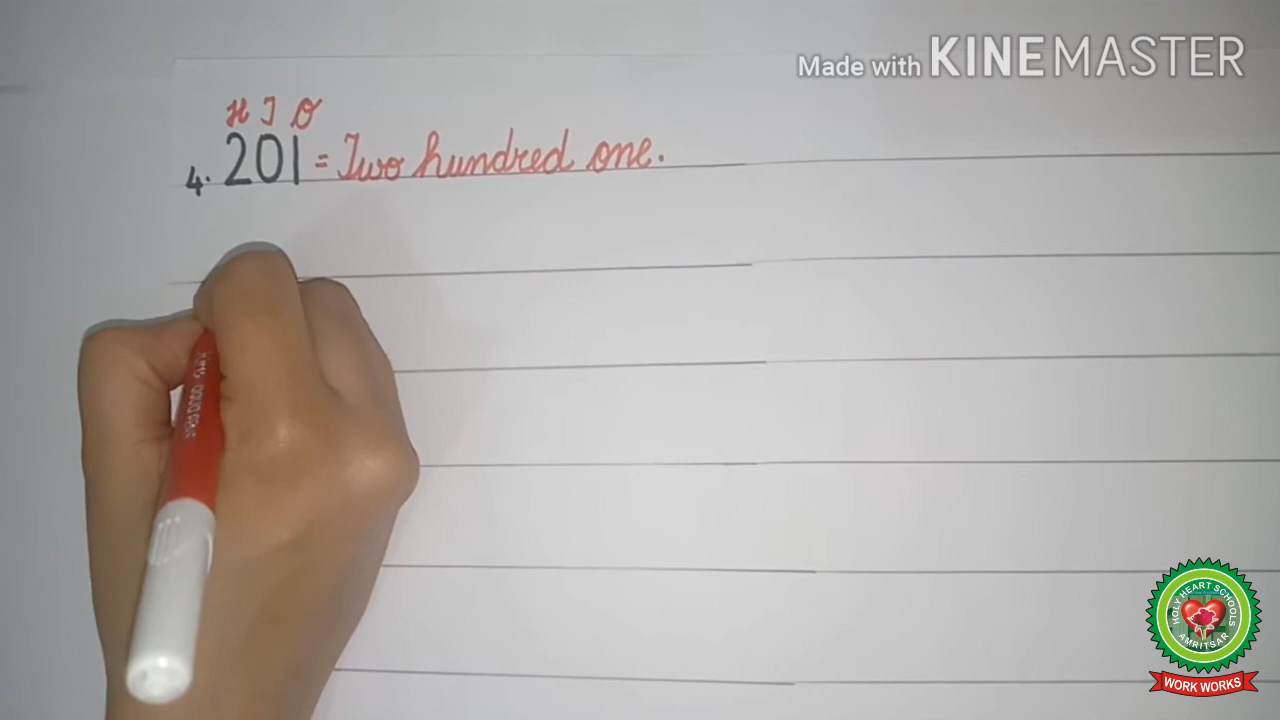 Made with KINEMASTER
H T O
4. 201 = Two hundred one.
HOLY HEART SCHOOLS
AMRITSAR
WORK WORKS